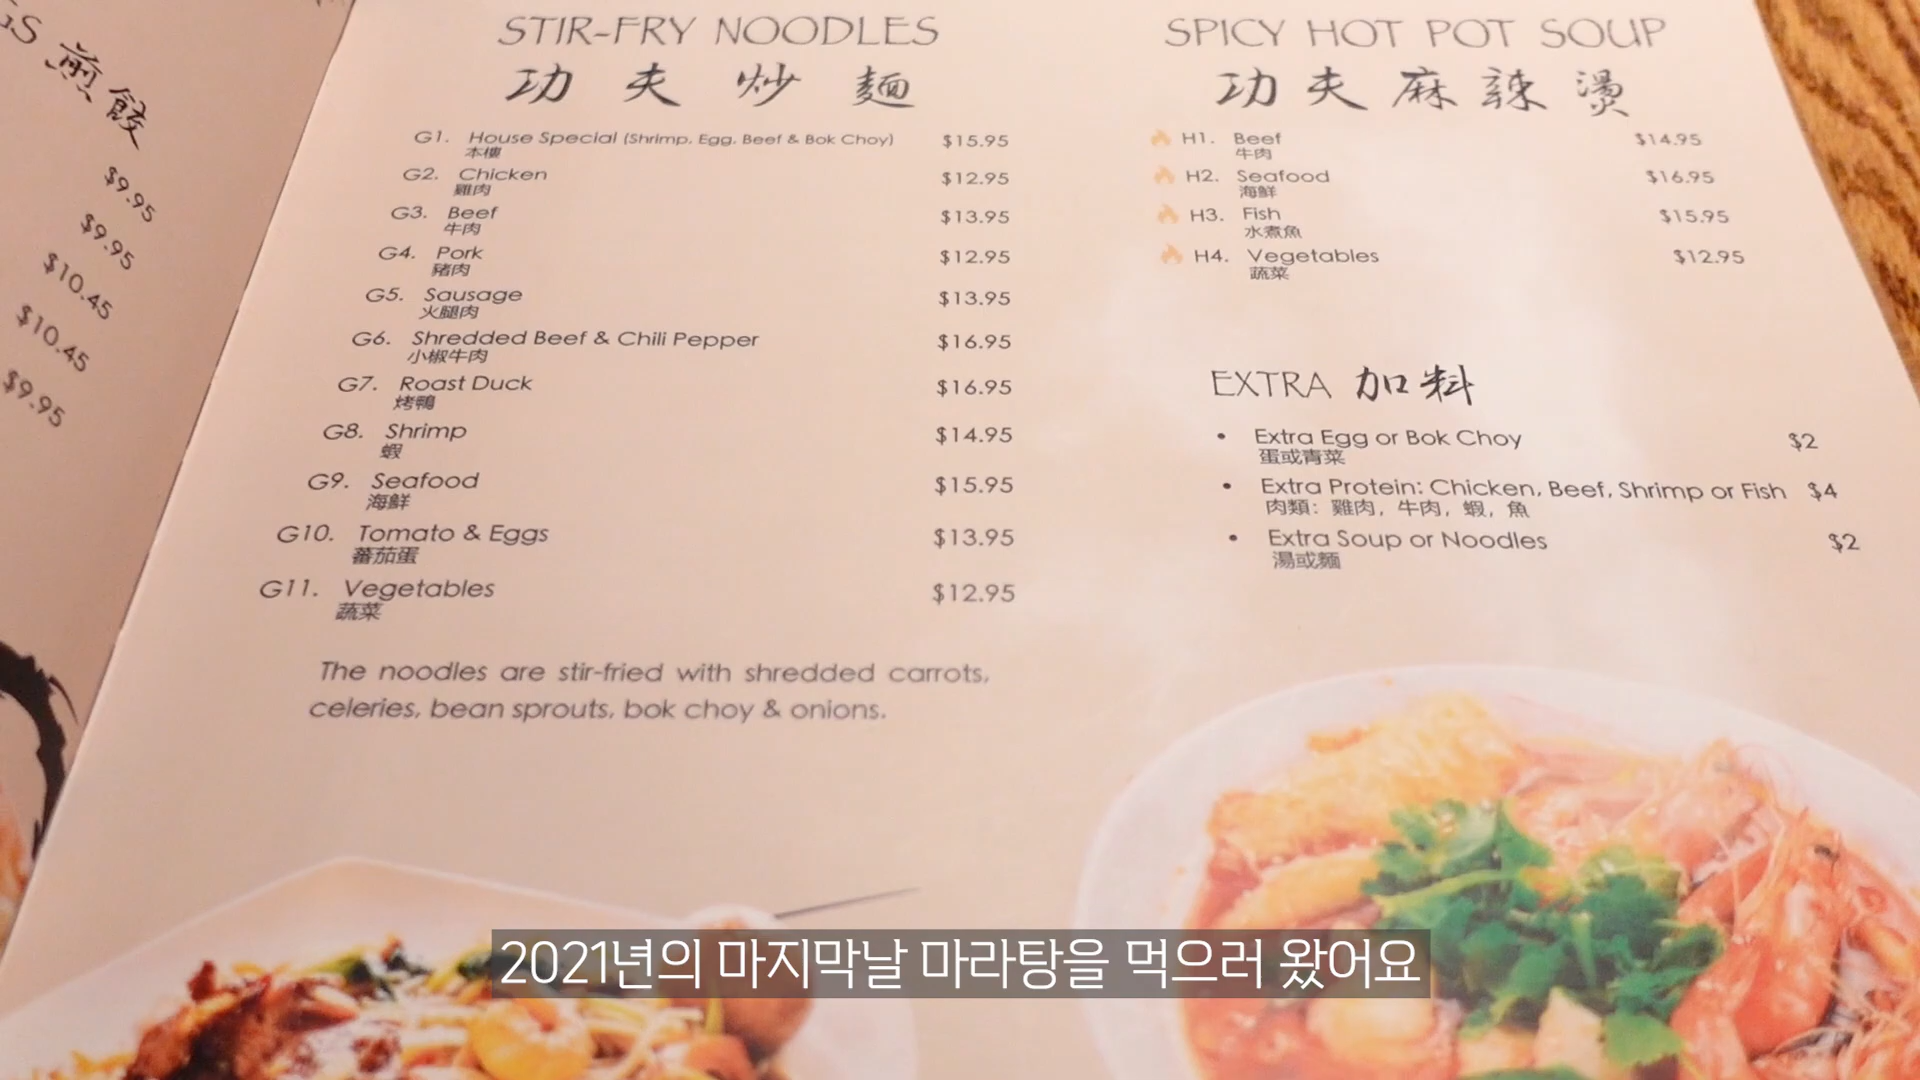 GS 煎餃
$9.95
$9.95
$10.45
$10.45
$9.95
STIR-FRY NOODLES
功夫炒麵
G1. House Special (Shrimp, Egg, Beef & Bok Choy) $15.95
本樓
G2. Chicken $12.95
雞肉
G3. Beef $13.95
牛肉
G4. Pork $12.95
豬肉
G5. Sausage $13.95
火腿肉
G6. Shredded Beef & Chili Pepper $16.95
小椒牛肉
G7. Roast Duck $16.95
烤鴨
G8. Shrimp $14.95
蝦
G9. Seafood $15.95
海鮮
G10. Tomato & Eggs $13.95
蕃茄蛋
G11. Vegetables $12.95
蔬菜
The noodles are stir-fried with shredded carrots,
celeries, bean sprouts, bok choy & onions.
SPICY HOT POT SOUP
功夫麻辣燙
H1. Beef $14.95
牛肉
H2. Seafood $16.95
海鮮
H3. Fish $15.95
水煮魚
H4. Vegetables $12.95
蔬菜
EXTRA 加料
• Extra Egg or Bok Choy $2
蛋或青菜
• Extra Protein: Chicken, Beef, Shrimp or Fish $4
肉類：雞肉，牛肉，蝦，魚
• Extra Soup or Noodles $2
湯或麵
2021년의 마지막날 마라탕을 먹으러 왔어요